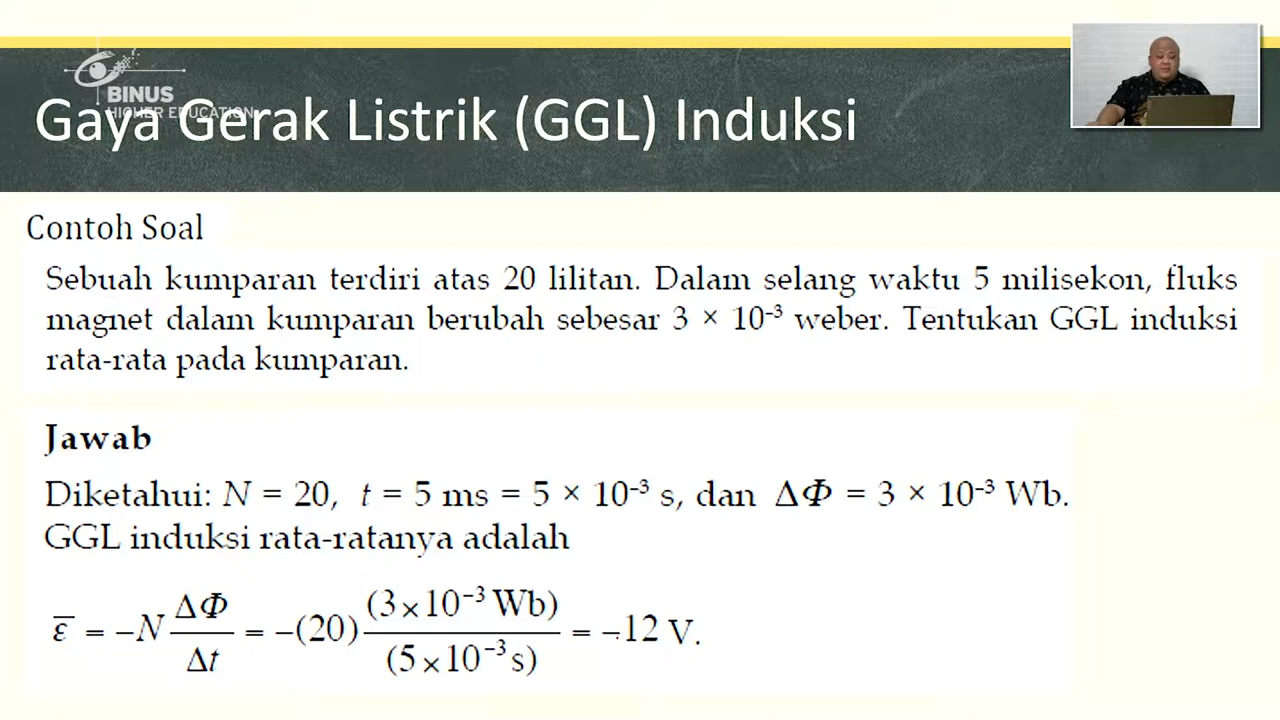 BINUS
HIGHER EDUCATION
Gaya Gerak Listrik (GGL) Induksi
Contoh Soal
Sebuah kumparan terdiri atas 20 lilitan. Dalam selang waktu 5 milisekon, fluks
magnet dalam kumparan berubah sebesar 3 × 10⁻³ weber. Tentukan GGL induksi
rata-rata pada kumparan.
Jawab
Diketahui: N = 20, t = 5 ms = 5 × 10⁻³ s, dan ΔΦ = 3 × 10⁻³ Wb.
GGL induksi rata-ratanya adalah
ε̅ = −N ΔΦ/Δt = −(20) (3×10⁻³ Wb)/(5×10⁻³ s) = −12 V.